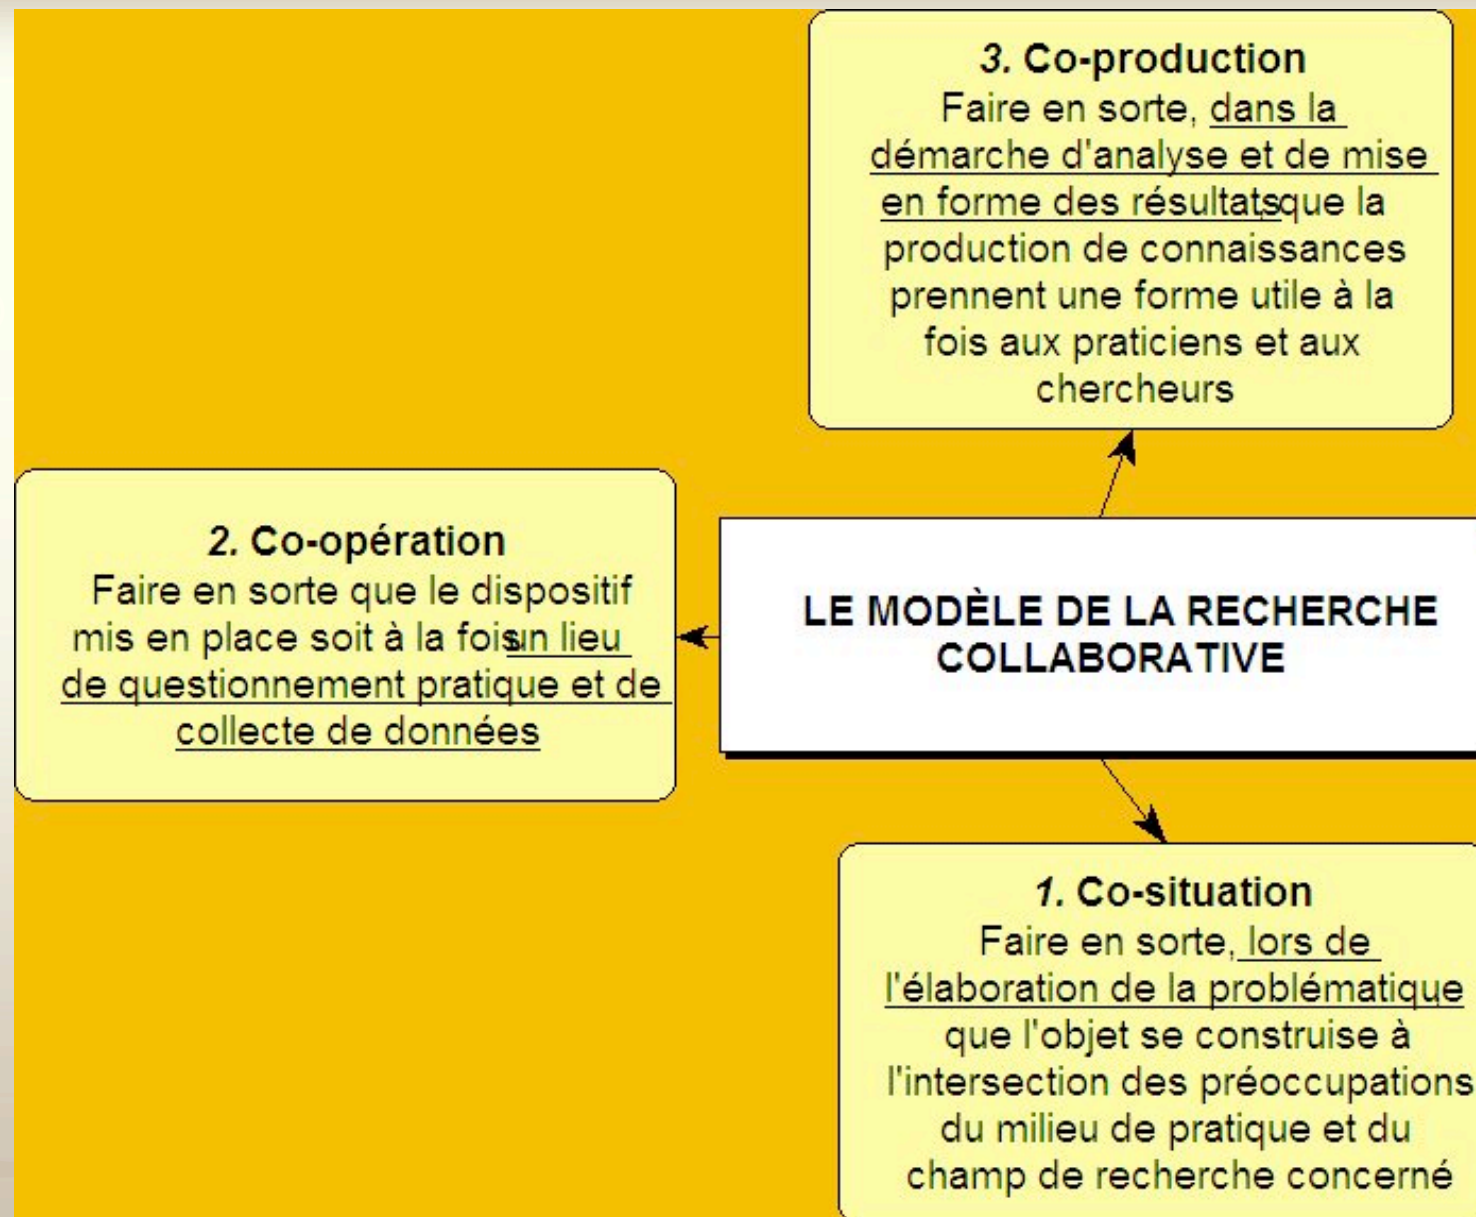 3. Co-production
Faire en sorte, dans la
démarche d'analyse et de mise
en forme des résultats, que la
production de connaissances
prennent une forme utile à la
fois aux praticiens et aux
chercheurs
2. Co-opération
Faire en sorte que le dispositif
mis en place soit à la fois un lieu
de questionnement pratique et de
collecte de données
LE MODÈLE DE LA RECHERCHE
COLLABORATIVE
1. Co-situation
Faire en sorte, lors de
l'élaboration de la problématique,
que l'objet se construise à
l'intersection des préoccupations
du milieu de pratique et du
champ de recherche concerné